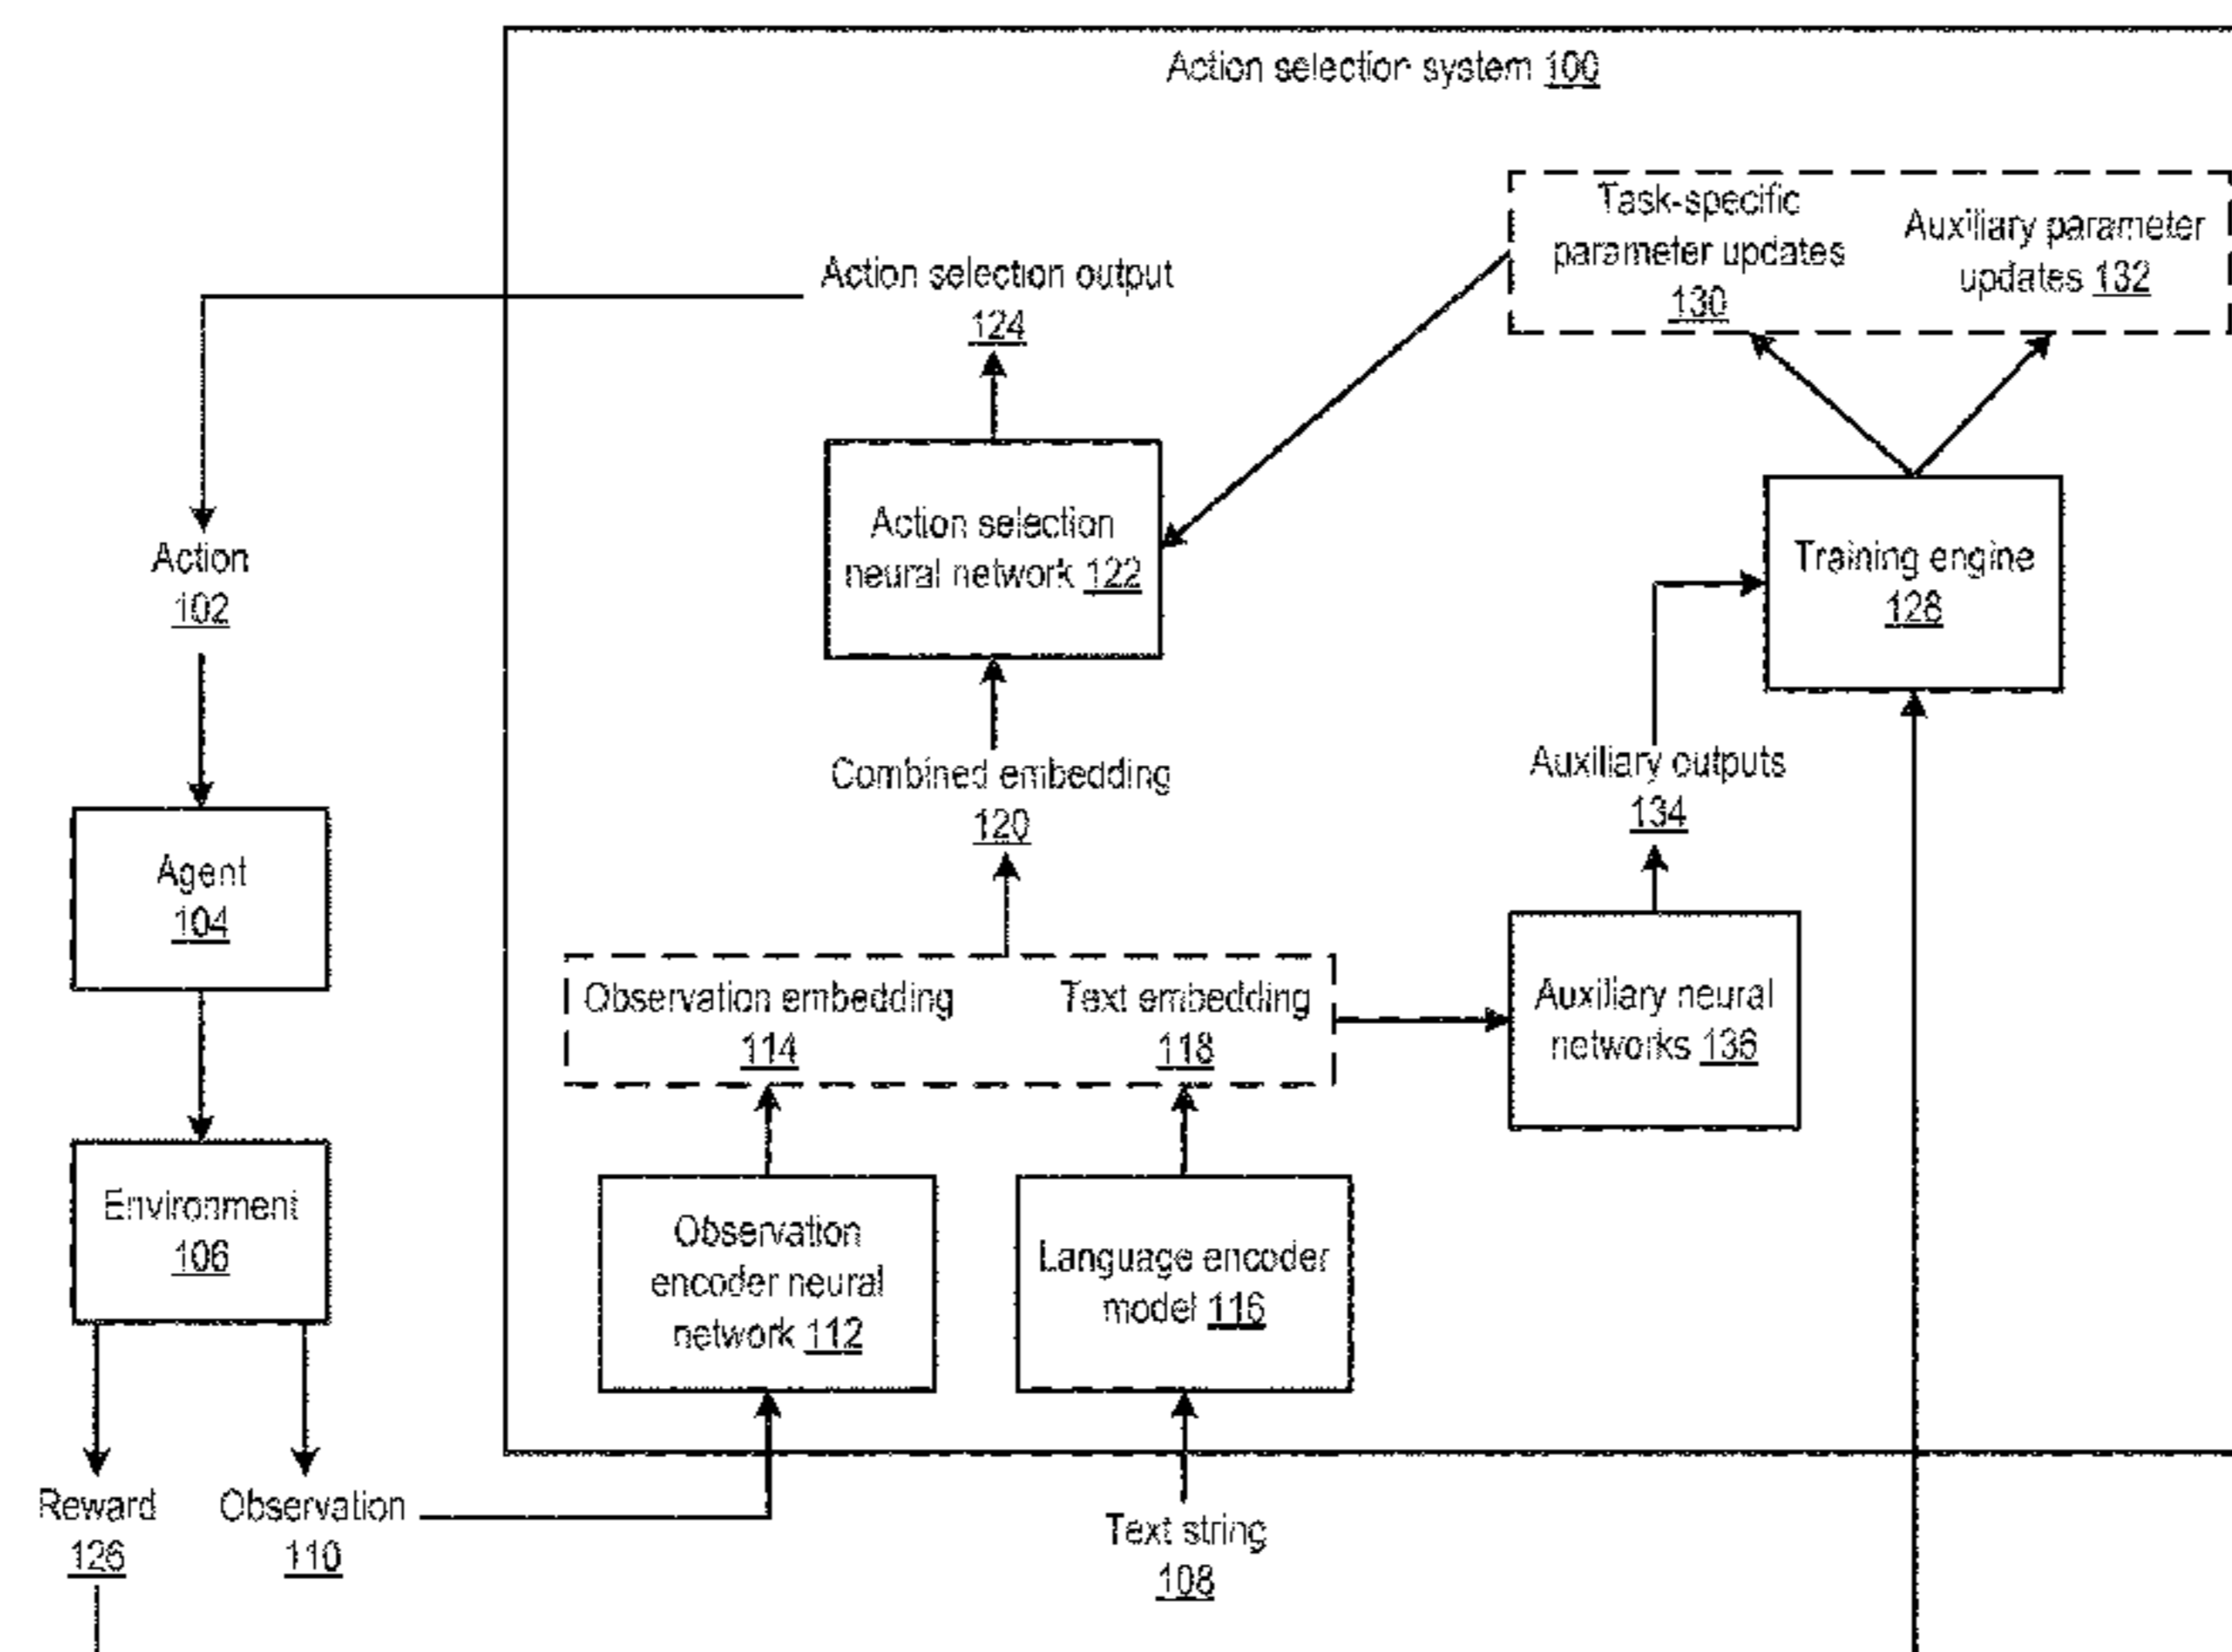 Action selection system 100
Task-specific
parameter updates
130
Auxiliary parameter
updates 132
Action selection output
124
Action selection
neural network 122
Training engine
128
Action
102
Combined embedding
120
Auxiliary outputs
134
Agent
104
Observation embedding
114
Text embedding
118
Auxiliary neural
networks 136
Environment
106
Observation
encoder neural
network 112
Language encoder
model 116
Reward
126
Observation
110
Text string
108